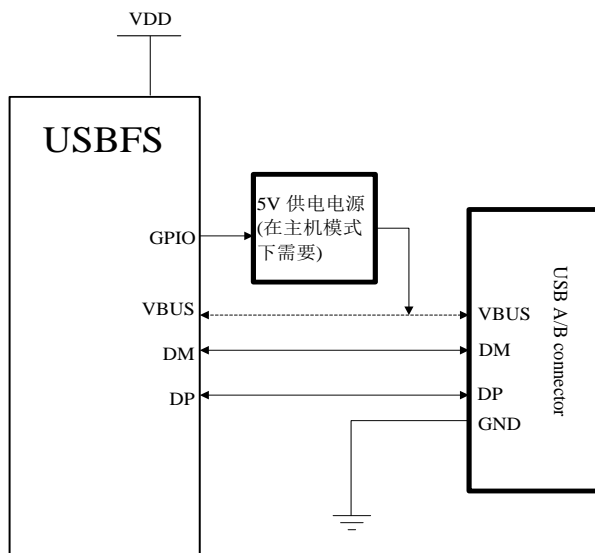 VDD
USBFS
5V 供电电源
(在主机模式
下需要)
GPIO
VBUS
DM
DP
VBUS
DM
DP
GND
USB A/B connector